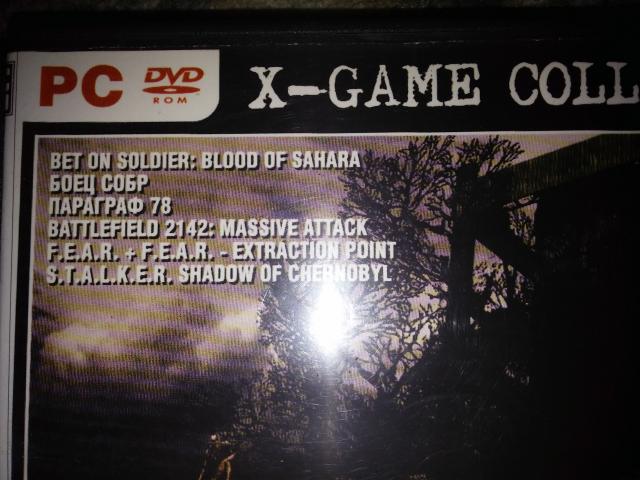 PC DVD
ROM
X-GAME COLL
BET ON SOLDIER: BLOOD OF SAHARA
БОЕЦ СОБР
ПАРАГРАФ 78
BATTLEFIELD 2142: MASSIVE ATTACK
F.E.A.R. + F.E.A.R. - EXTRACTION POINT
S.T.A.L.K.E.R. SHADOW OF CHERNOBYL